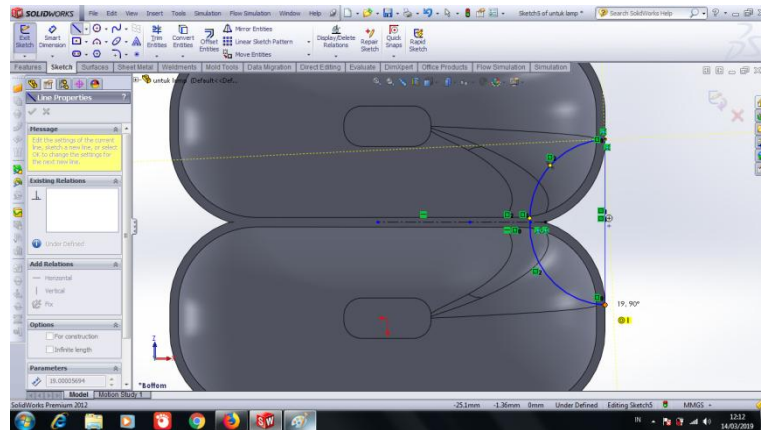 SOLIDWORKS File Edit View Insert Tools Simulation Flow Simulation Window Help Sketch5 of untuk lamp * Search SolidWorks Help
Exit Sketch Smart Dimension Trim Entities Convert Entities Offset Entities Mirror Entities Linear Sketch Pattern Move Entities Display/Delete Relations Repair Sketch Quick Snaps Rapid Sketch
Features Sketch Surfaces Sheet Metal Weldments Mold Tools Data Migration Direct Editing Evaluate DimXpert Office Products Flow Simulation Simulation
Line Properties ?
Message
Edit the settings of the current line, sketch a new line, or select OK to change the settings for the next new line.
Existing Relations
Under Defined
Add Relations
Horizontal
Vertical
Fix
Options
For construction
Infinite length
Parameters
19.00005694
19, 90°
Z
*Bottom
Model Motion Study 1
SolidWorks Premium 2012 -25.1mm -1.36mm 0mm Under Defined Editing Sketch5 MMGS
IN 12:12
14/03/2019